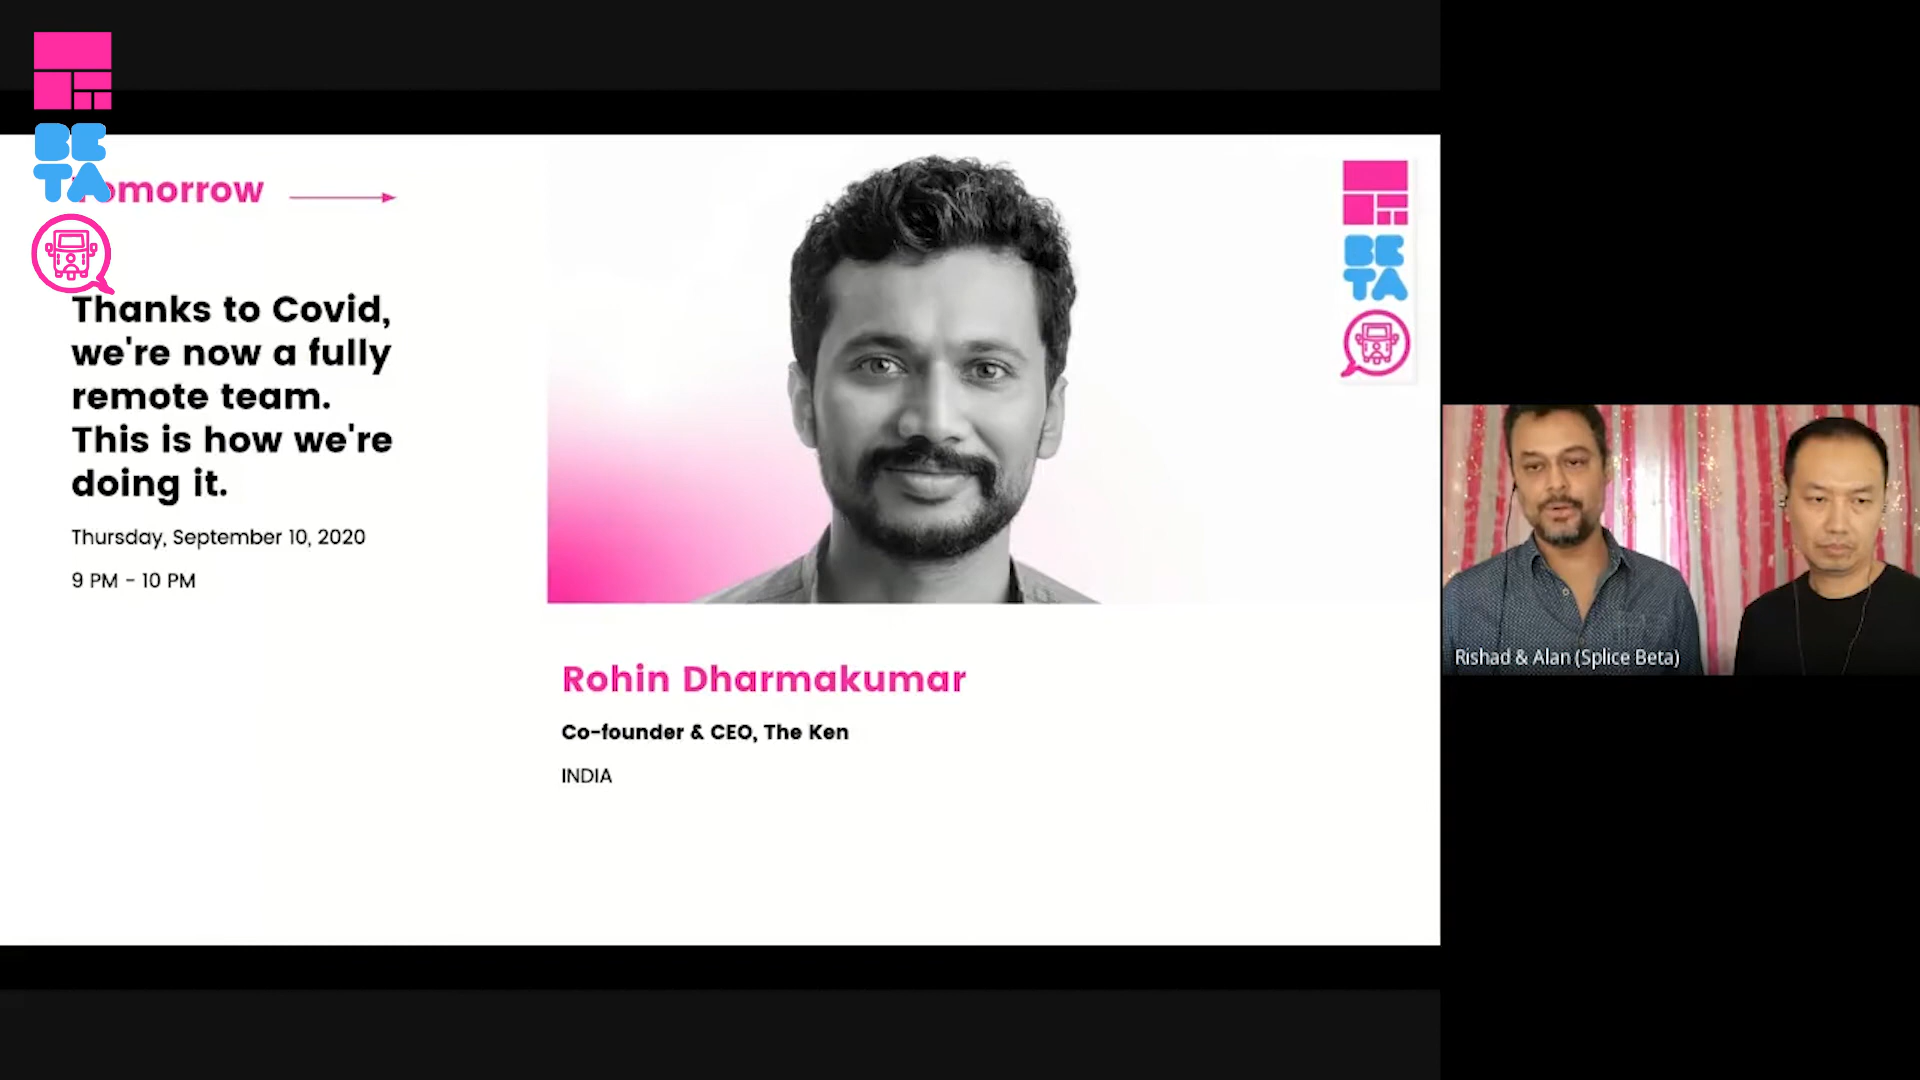 BE
TA
Tomorrow
Thanks to Covid,
we're now a fully
remote team.
This is how we're
doing it.
Thursday, September 10, 2020
9 PM - 10 PM
BE
TA
Rohin Dharmakumar
Co-founder & CEO, The Ken
INDIA
Rishad & Alan (Splice Beta)